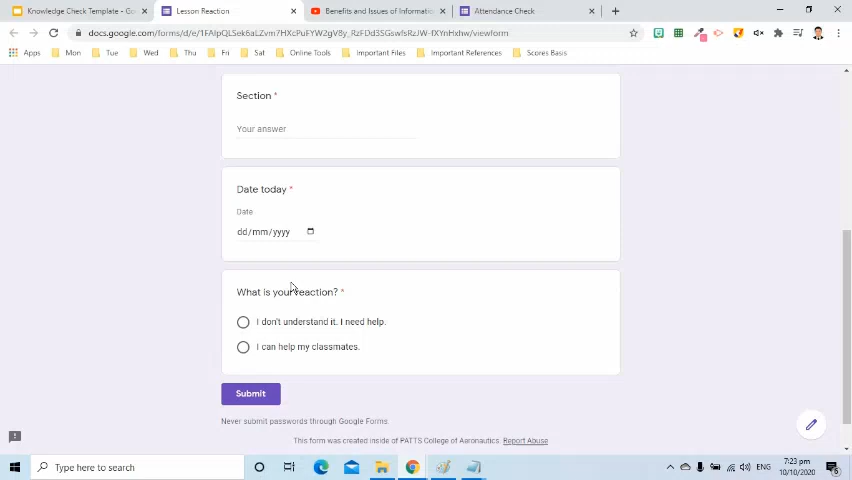 Knowledge Check Template - Go
Lesson Reaction
Benefits and Issues of Informatio
Attendance Check
docs.google.com/forms/d/e/1FAIpQLSek6aLZvm7HXcPuFYW2gV8y_RzFDd3SGswfsRzJW-fXYnHxhw/viewform
Apps
Mon
Tue
Wed
Thu
Fri
Sat
Online Tools
Important Files
Important References
Scores Basis
Section *
Your answer
Date today *
Date
dd/mm/yyyy
What is your reaction? *
I don't understand it. I need help.
I can help my classmates.
Submit
Never submit passwords through Google Forms.
This form was created inside of PATTS College of Aeronautics. Report Abuse
Type here to search
ENG
7:23 pm
10/10/2020